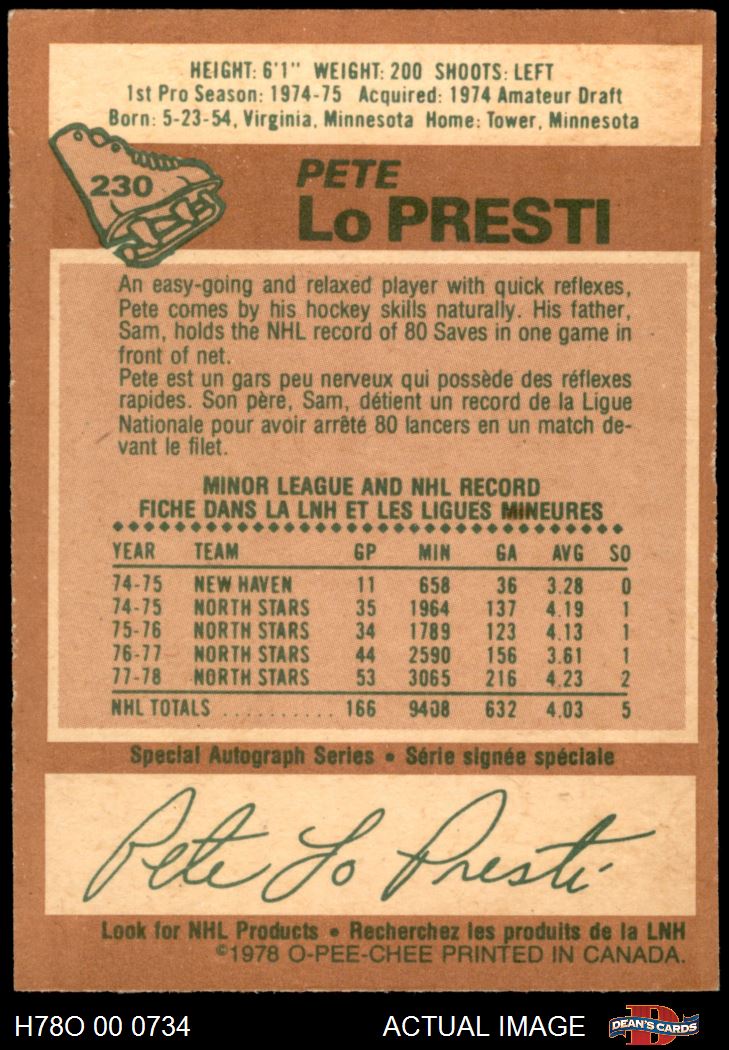 HEIGHT: 6'1" WEIGHT: 200 SHOOTS: LEFT
1st Pro Season: 1974-75 Acquired: 1974 Amateur Draft
Born: 5-23-54, Virginia, Minnesota Home: Tower, Minnesota
230
PETE
Lo PRESTI
An easy-going and relaxed player with quick reflexes,
Pete comes by his hockey skills naturally. His father,
Sam, holds the NHL record of 80 Saves in one game in
front of net.
Pete est un gars peu nerveux qui possède des réflexes
rapides. Son père, Sam, détient un record de la Ligue
Nationale pour avoir arrêté 80 lancers en un match de-
vant le filet.
MINOR LEAGUE AND NHL RECORD
FICHE DANS LA LNH ET LES LIGUES MINEURES
YEAR TEAM GP MIN GA AVG SO
74-75 NEW HAVEN 11 658 36 3.28 0
74-75 NORTH STARS 35 1964 137 4.19 1
75-76 NORTH STARS 34 1789 123 4.13 1
76-77 NORTH STARS 44 2590 156 3.61 1
77-78 NORTH STARS 53 3065 216 4.23 2
NHL TOTALS .......... 166 9408 632 4.03 5
Special Autograph Series • Série signée spéciale
Pete Lo Presti
Look for NHL Products • Recherchez les produits de la LNH
©1978 O-PEE-CHEE PRINTED IN CANADA.
H78O 00 0734 ACTUAL IMAGE DEAN'S CARDS